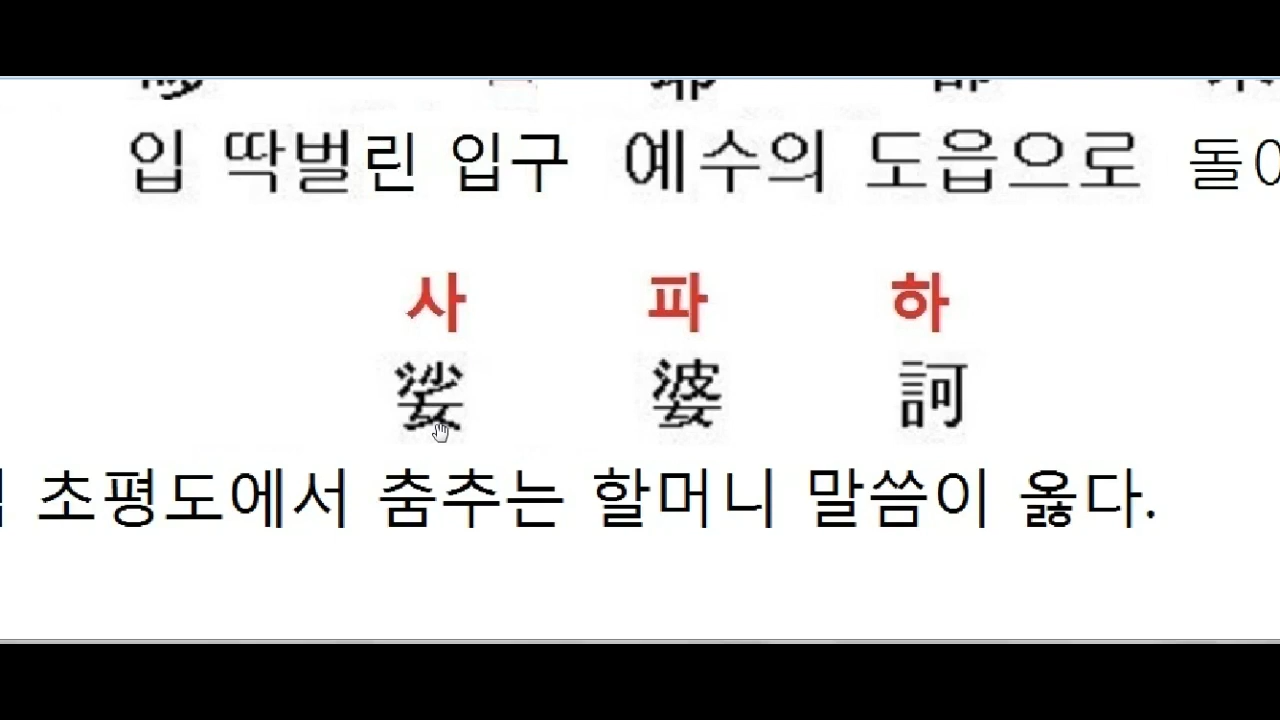 입 딱벌린 입구 예수의 도읍으로
사 파 하
娑 婆 訶
초평도에서 춤추는 할머니 말씀이 옳다.